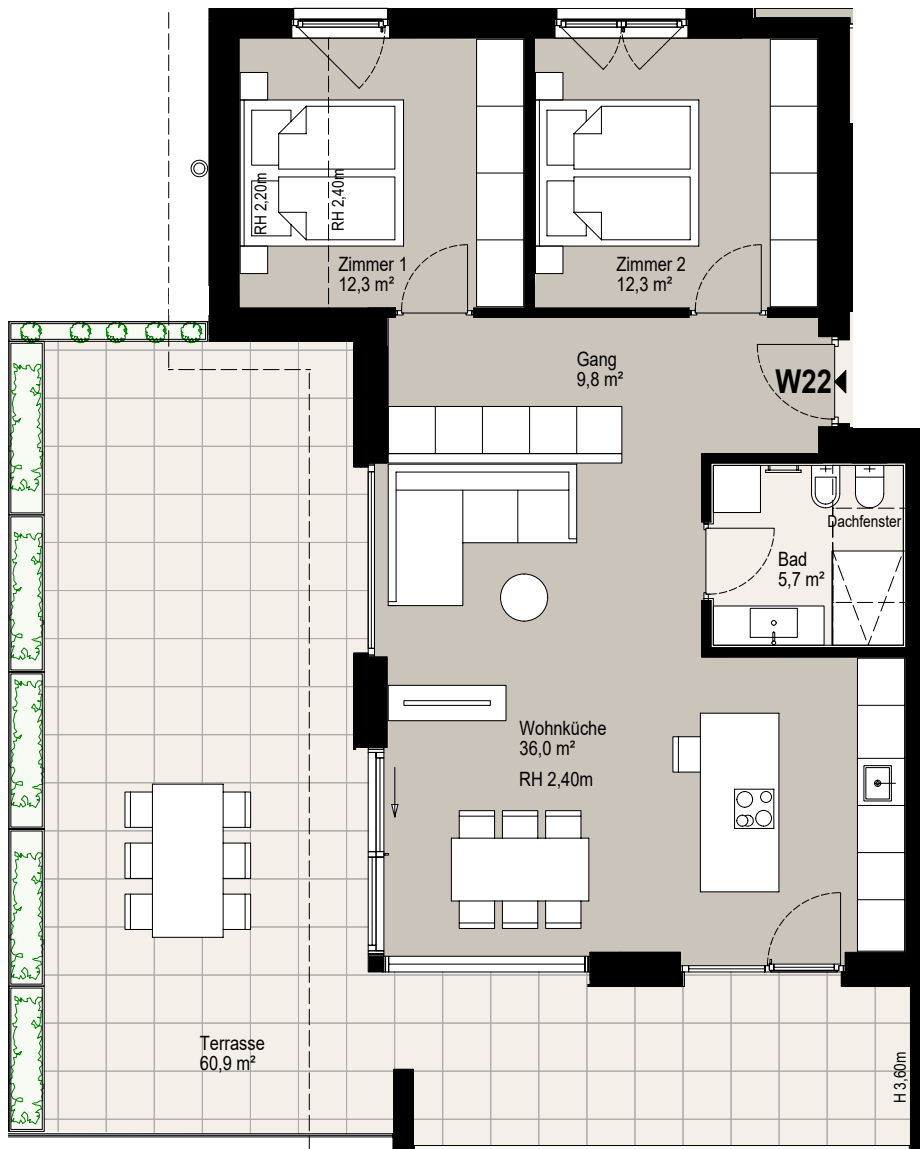 RH 2,20m
RH 2,40m
Zimmer 1
12,3 m²
Zimmer 2
12,3 m²
Gang
9,8 m²
W22
Dachfenster
Bad
5,7 m²
Wohnküche
36,0 m²
RH 2,40m
Terrasse
60,9 m²
H 3,60m